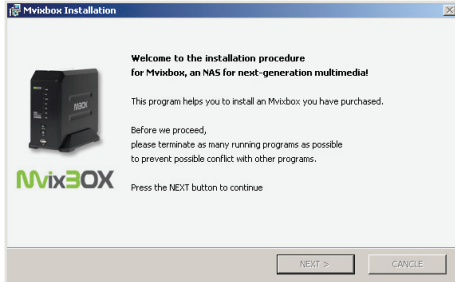 Mvixbox Installation
Welcome to the installation procedure
for Mvixbox, an NAS for next-generation multimedia!
This program helps you to install an Mvixbox you have purchased.
Before we proceed,
please terminate as many running programs as possible
to prevent possible conflict with other programs.
MvixBOX
Press the NEXT button to continue
NEXT >
CANCLE